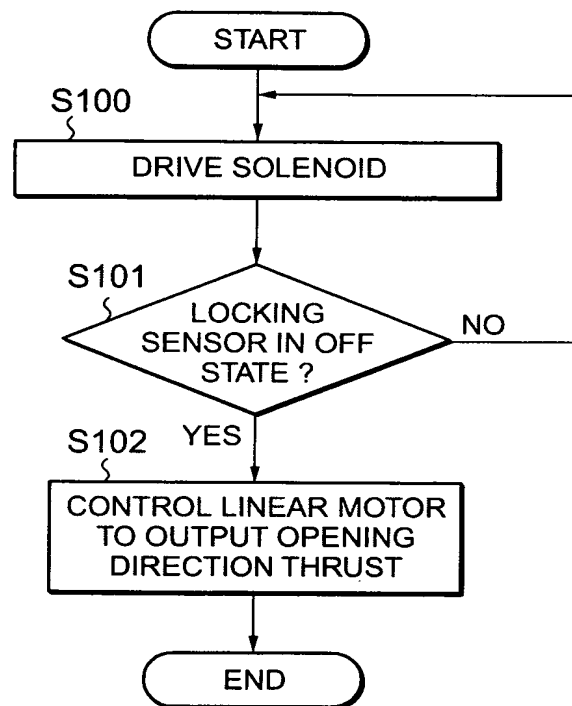 START
S100
DRIVE SOLENOID
S101
LOCKING
SENSOR IN OFF
STATE ?
NO
YES
S102
CONTROL LINEAR MOTOR
TO OUTPUT OPENING
DIRECTION THRUST
END